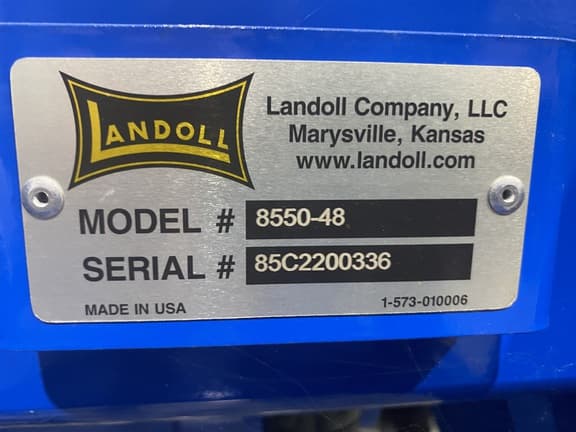 LANDOLL
Landoll Company, LLC
Marysville, Kansas
www.landoll.com
MODEL # 8550-48
SERIAL # 85C2200336
MADE IN USA 1-573-010006